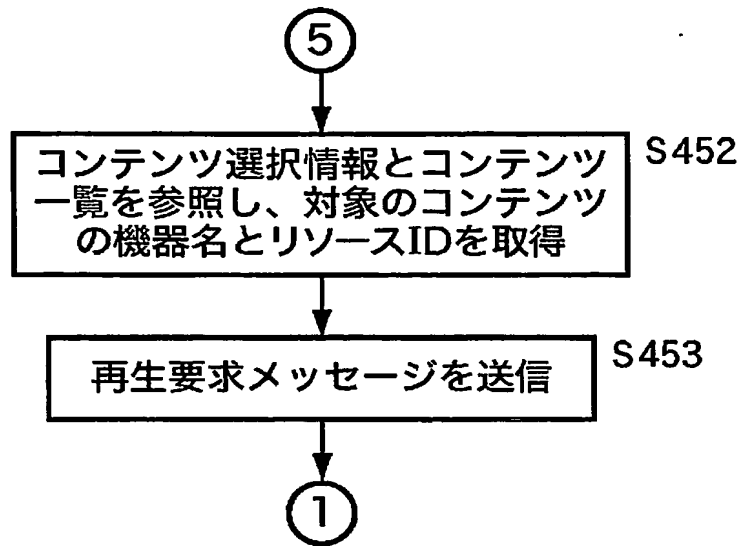 5
コンテンツ選択情報とコンテンツ
一覧を参照し、対象のコンテンツ
の機器名とリソースIDを取得
S452
再生要求メッセージを送信
S453
1